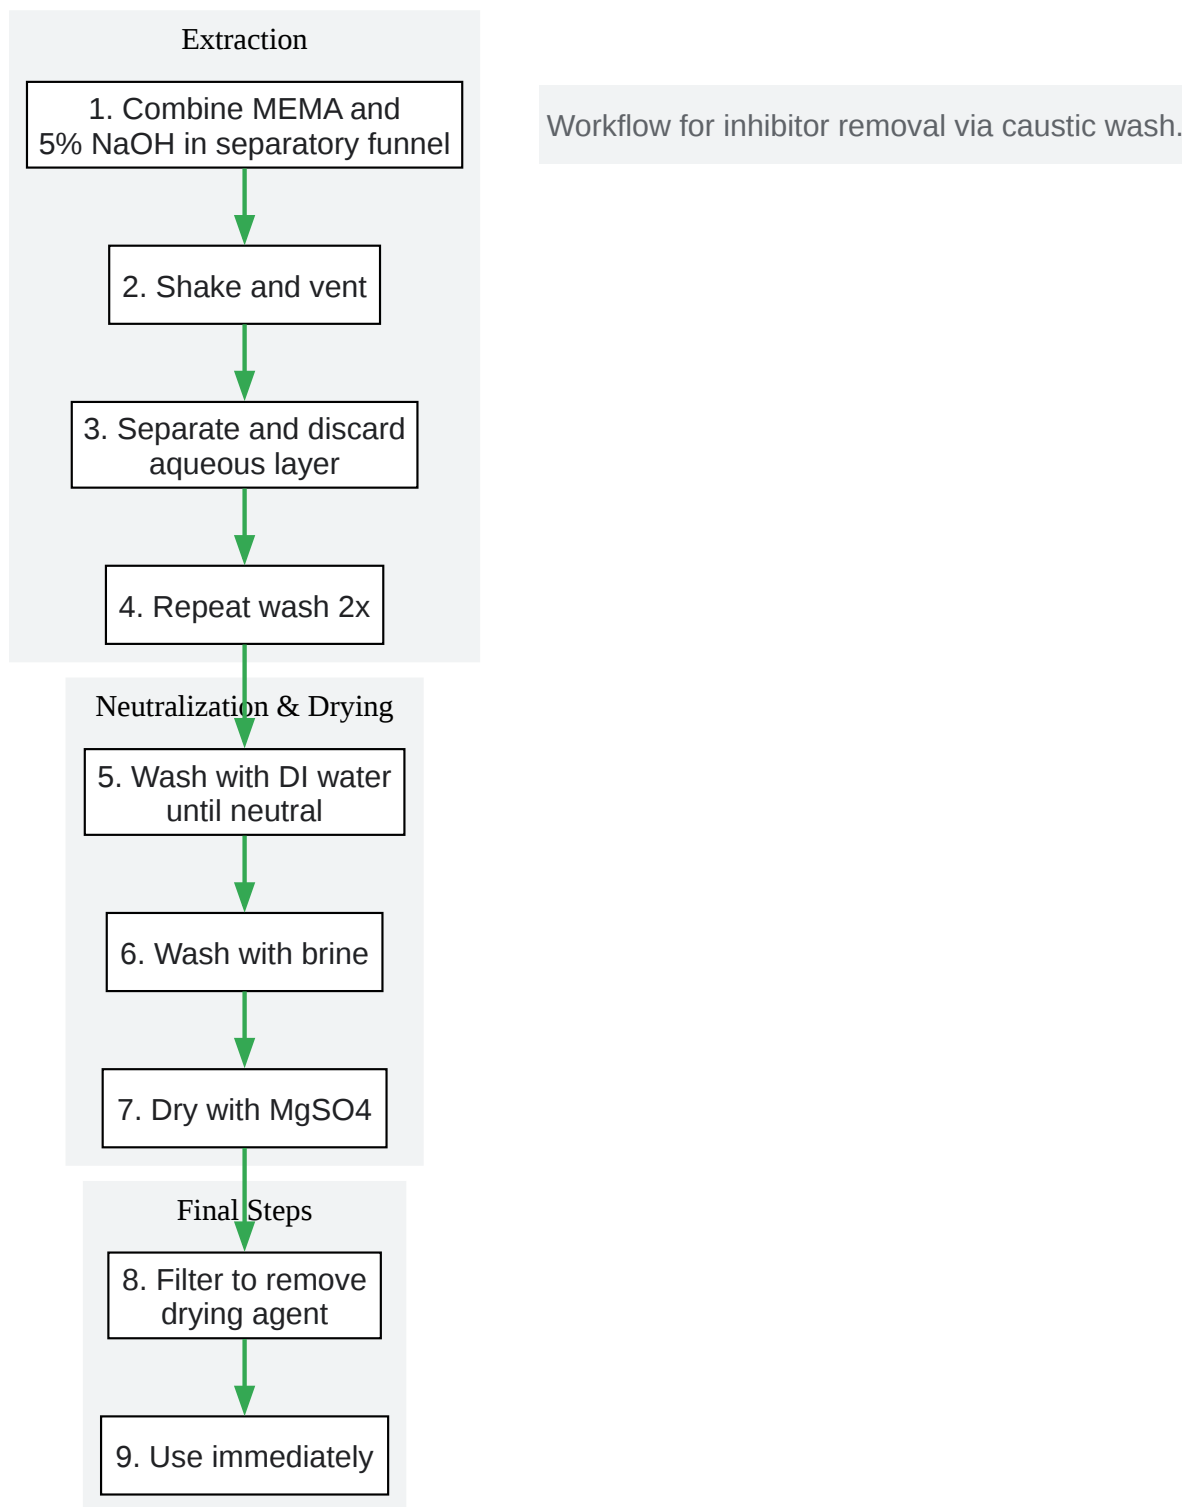 Extraction
1. Combine MEMA and
5% NaOH in separatory funnel
Workflow for inhibitor removal via caustic wash.
2. Shake and vent
3. Separate and discard
aqueous layer
4. Repeat wash 2x
Neutralization & Drying
5. Wash with DI water
until neutral
6. Wash with brine
7. Dry with MgSO4
Final Steps
8. Filter to remove
drying agent
9. Use immediately